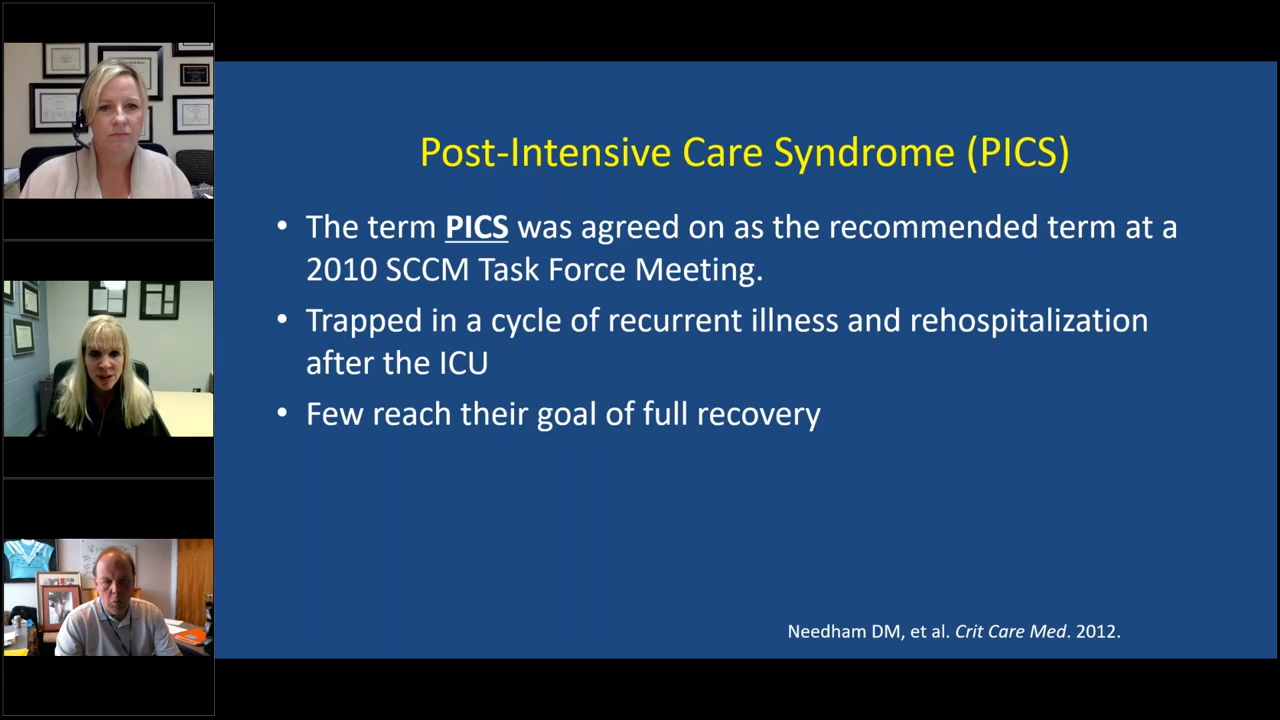 Post-Intensive Care Syndrome (PICS)
• The term PICS was agreed on as the recommended term at a
2010 SCCM Task Force Meeting.
• Trapped in a cycle of recurrent illness and rehospitalization
after the ICU
• Few reach their goal of full recovery
Needham DM, et al. Crit Care Med. 2012.